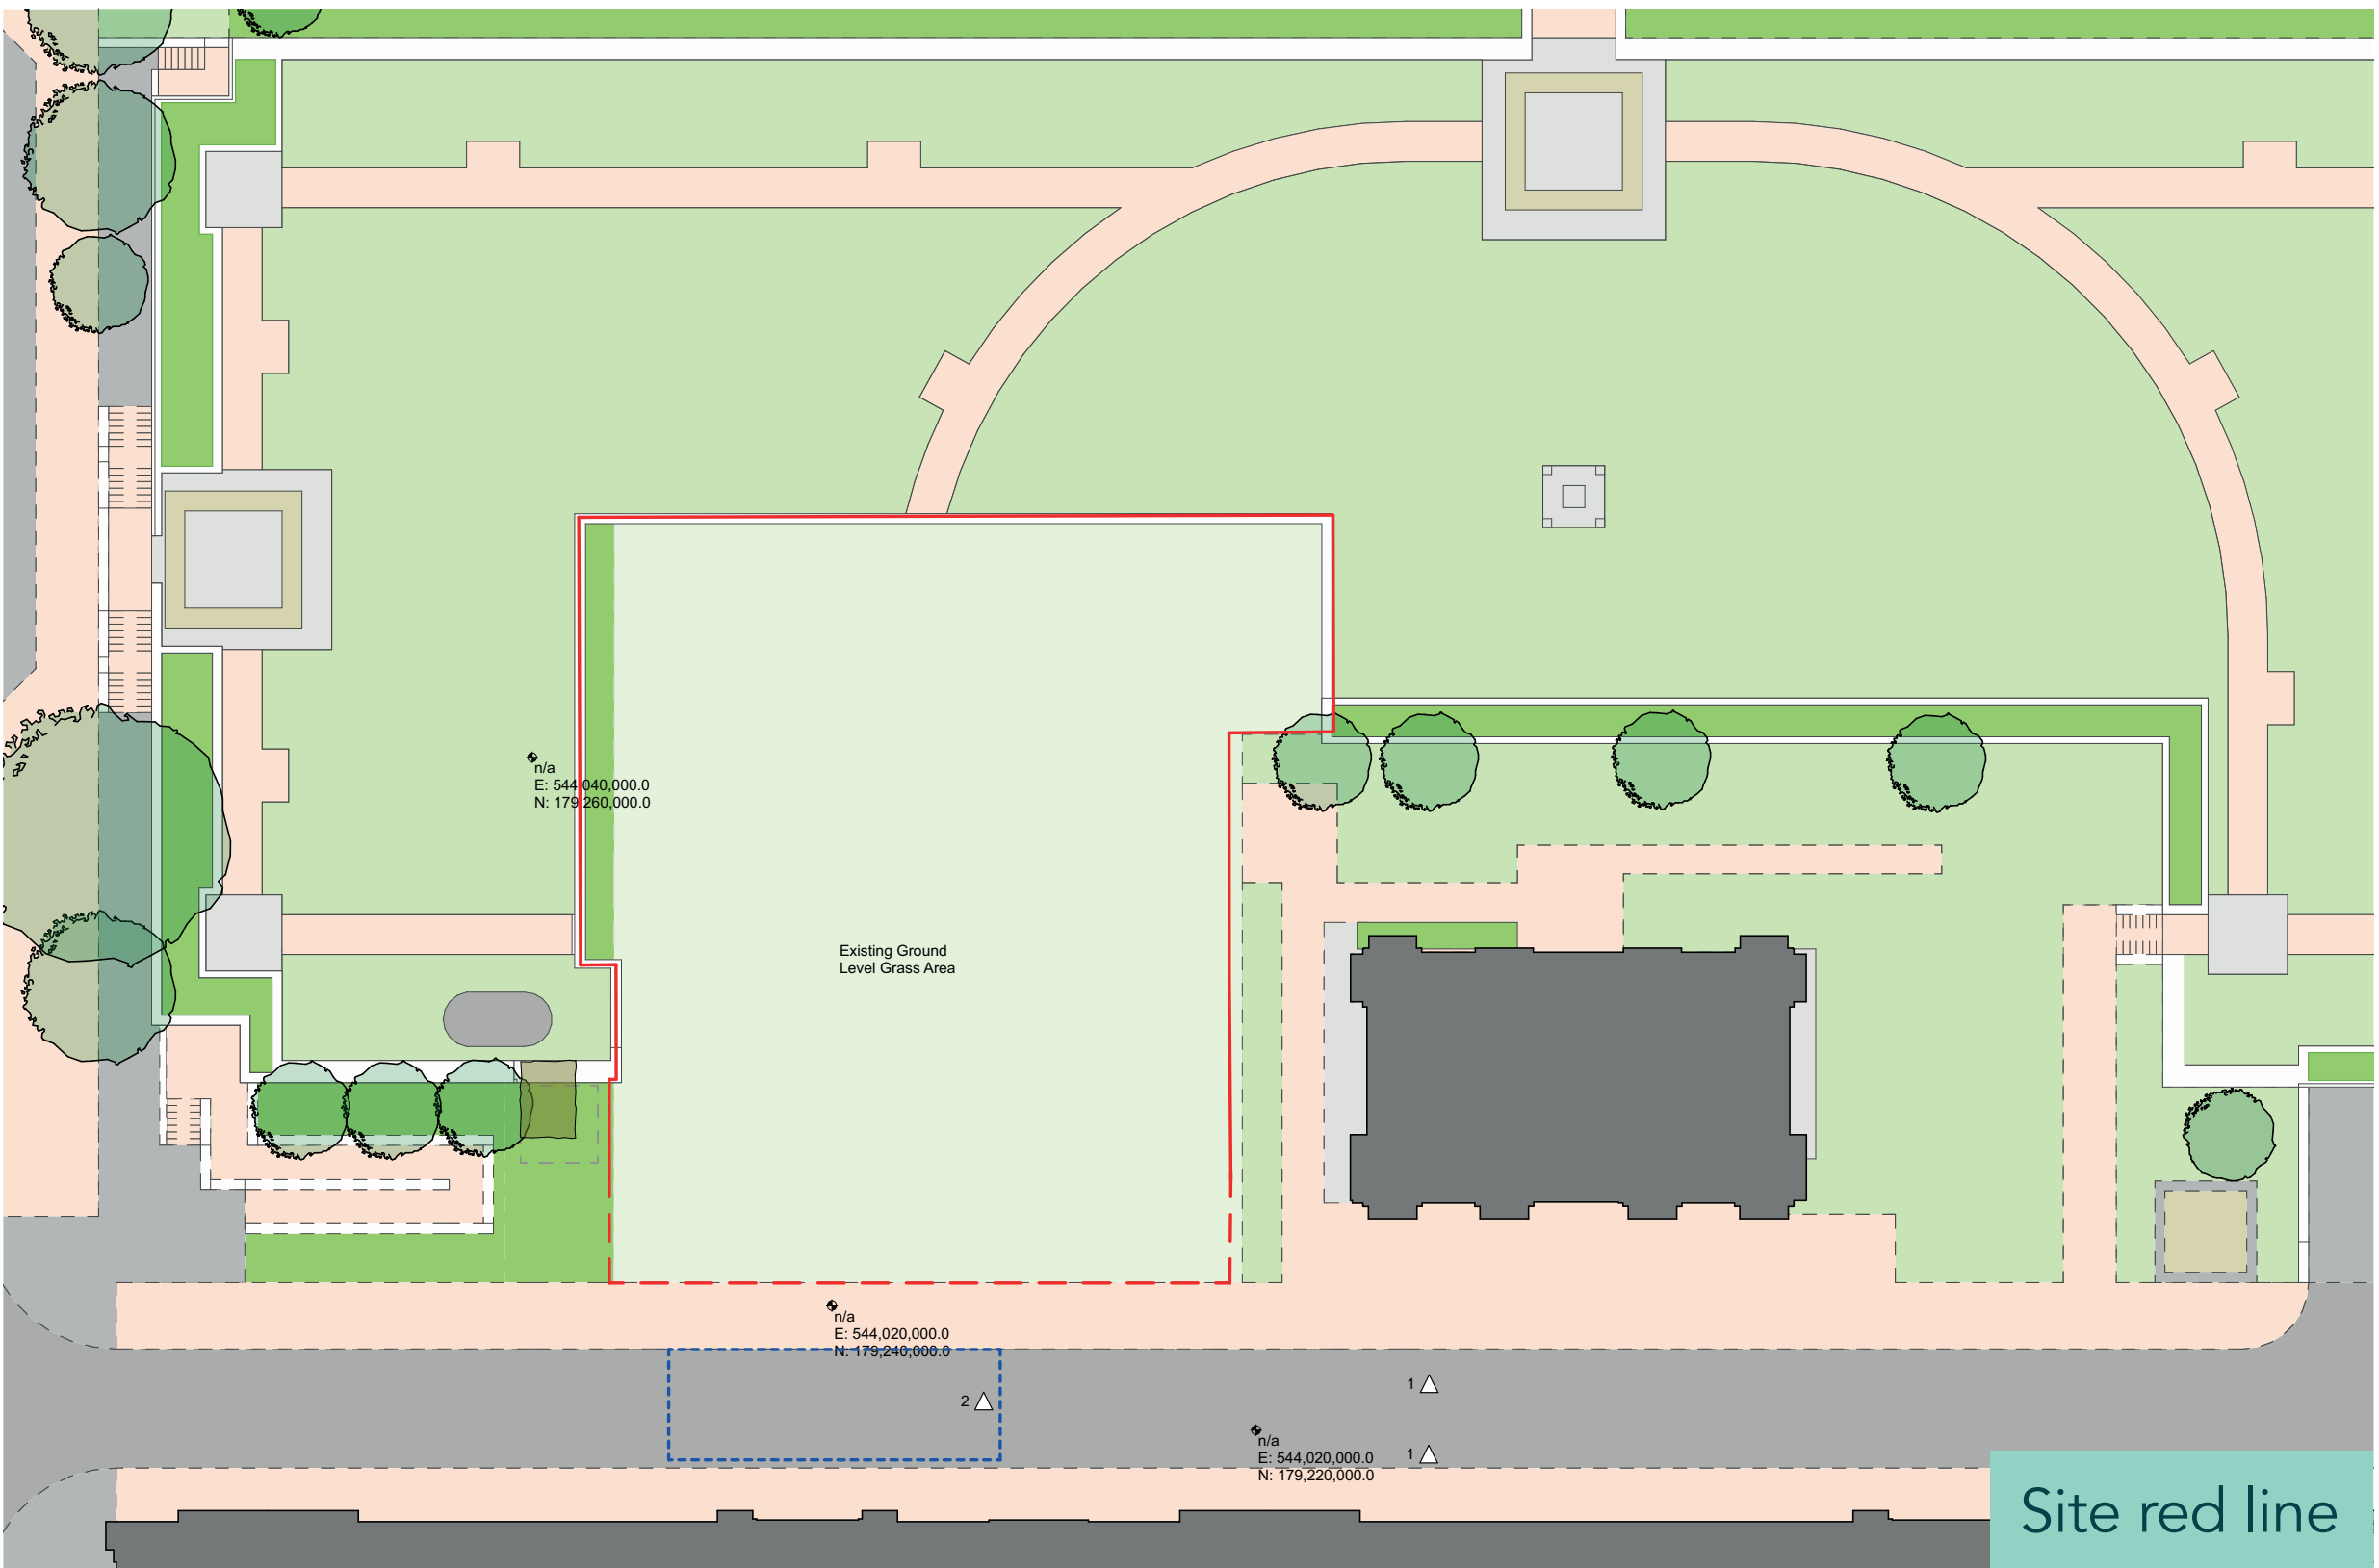 n/a
E: 544,040,000.0
N: 179,260,000.0
Existing Ground
Level Grass Area
n/a
E: 544,020,000.0
N: 179,240,000.0
1
2
n/a
E: 544,020,000.0
N: 179,220,000.0
1
Site red line